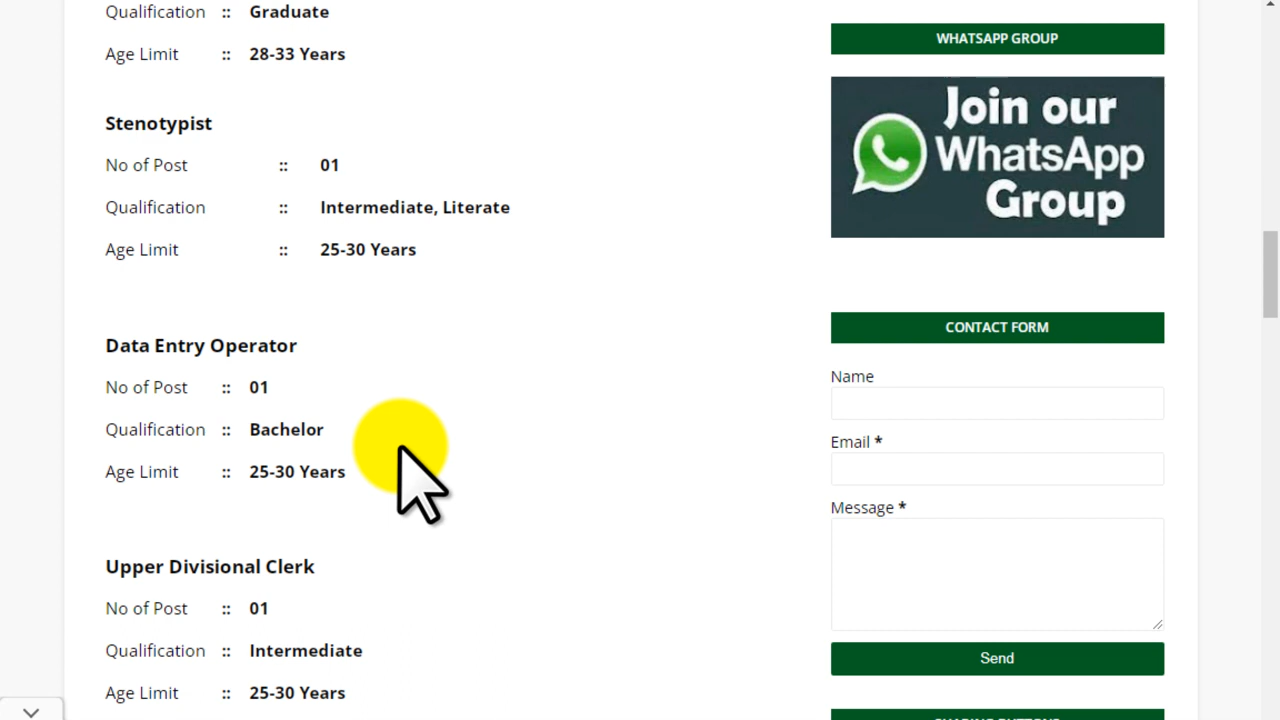 Qualification :: Graduate
Age Limit :: 28-33 Years
Stenotypist
No of Post :: 01
Qualification :: Intermediate, Literate
Age Limit :: 25-30 Years
Data Entry Operator
No of Post :: 01
Qualification :: Bachelor
Age Limit :: 25-30 Years
Upper Divisional Clerk
No of Post :: 01
Qualification :: Intermediate
Age Limit :: 25-30 Years
WHATSAPP GROUP
Join our
WhatsApp
Group
CONTACT FORM
Name
Email *
Message *
Send